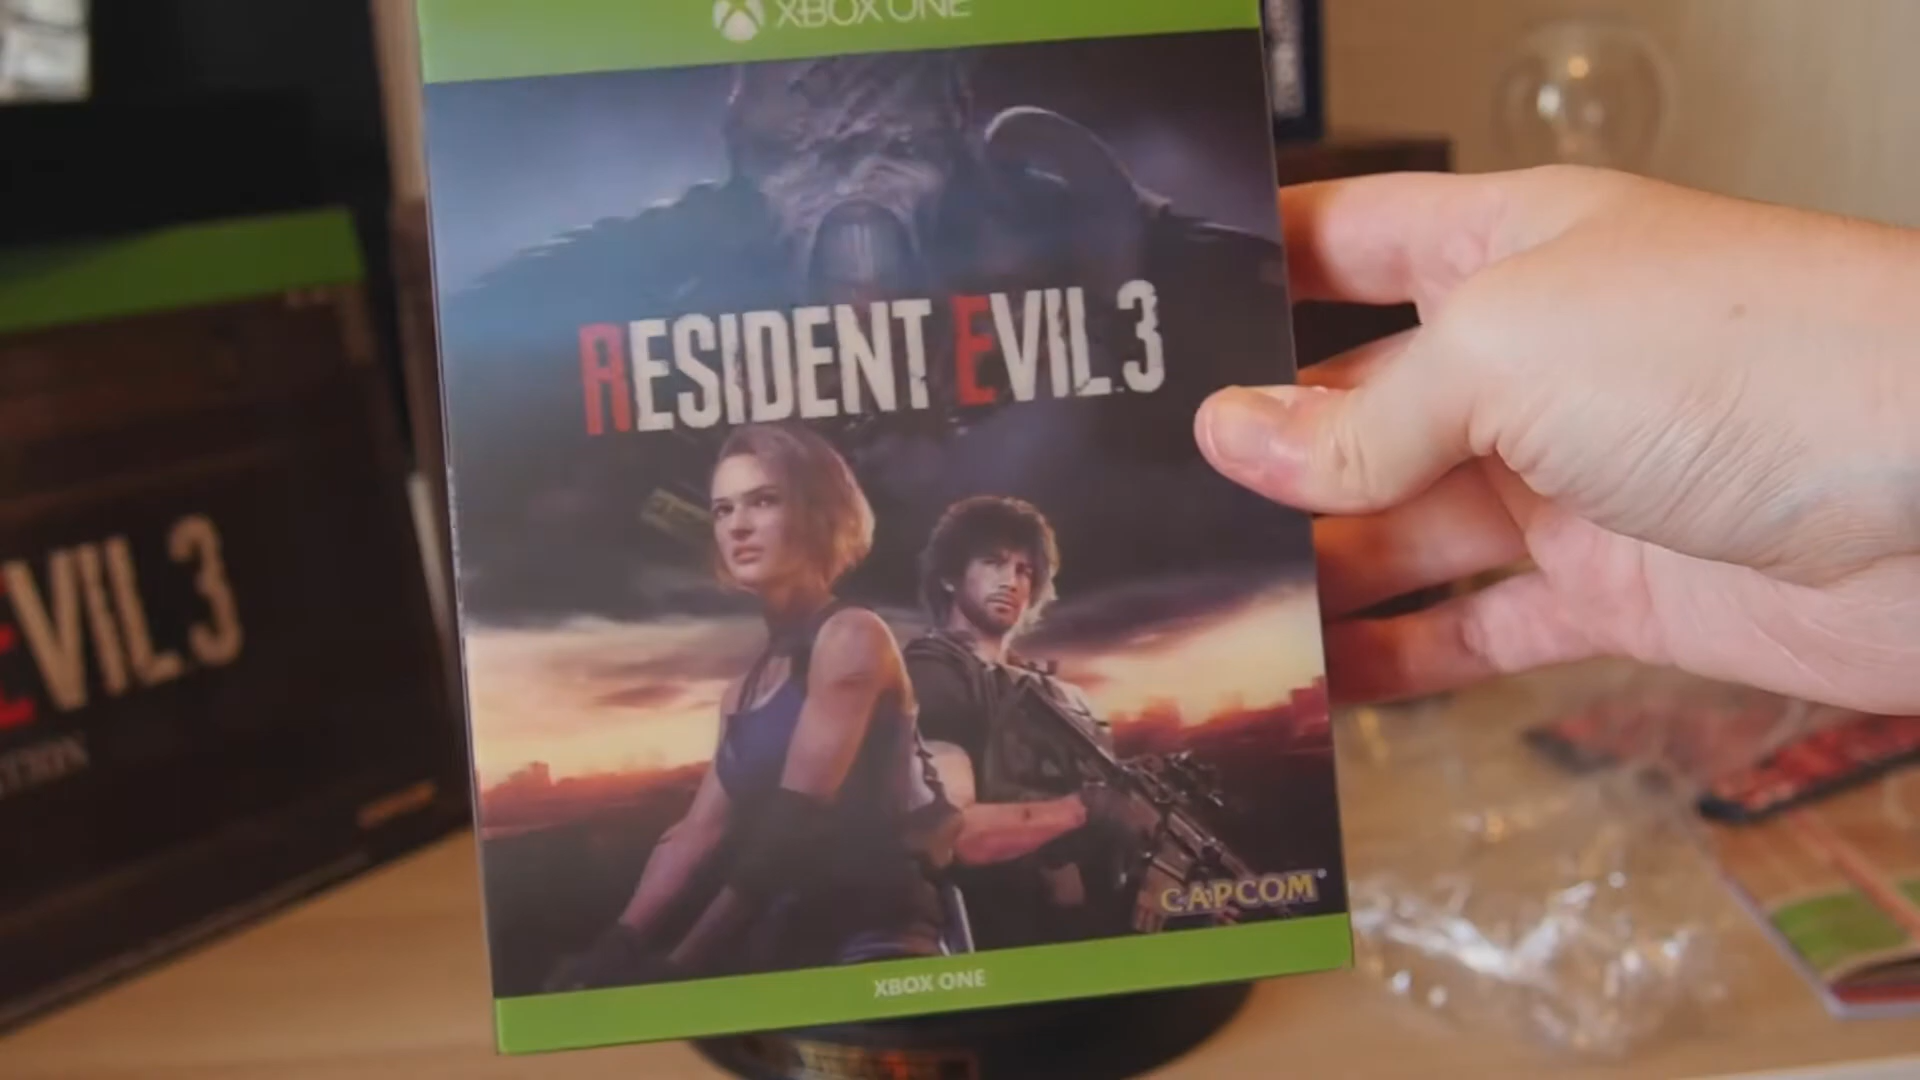 XBOX ONE
RESIDENT EVIL 3
CAPCOM
XBOX ONE
EVIL 3